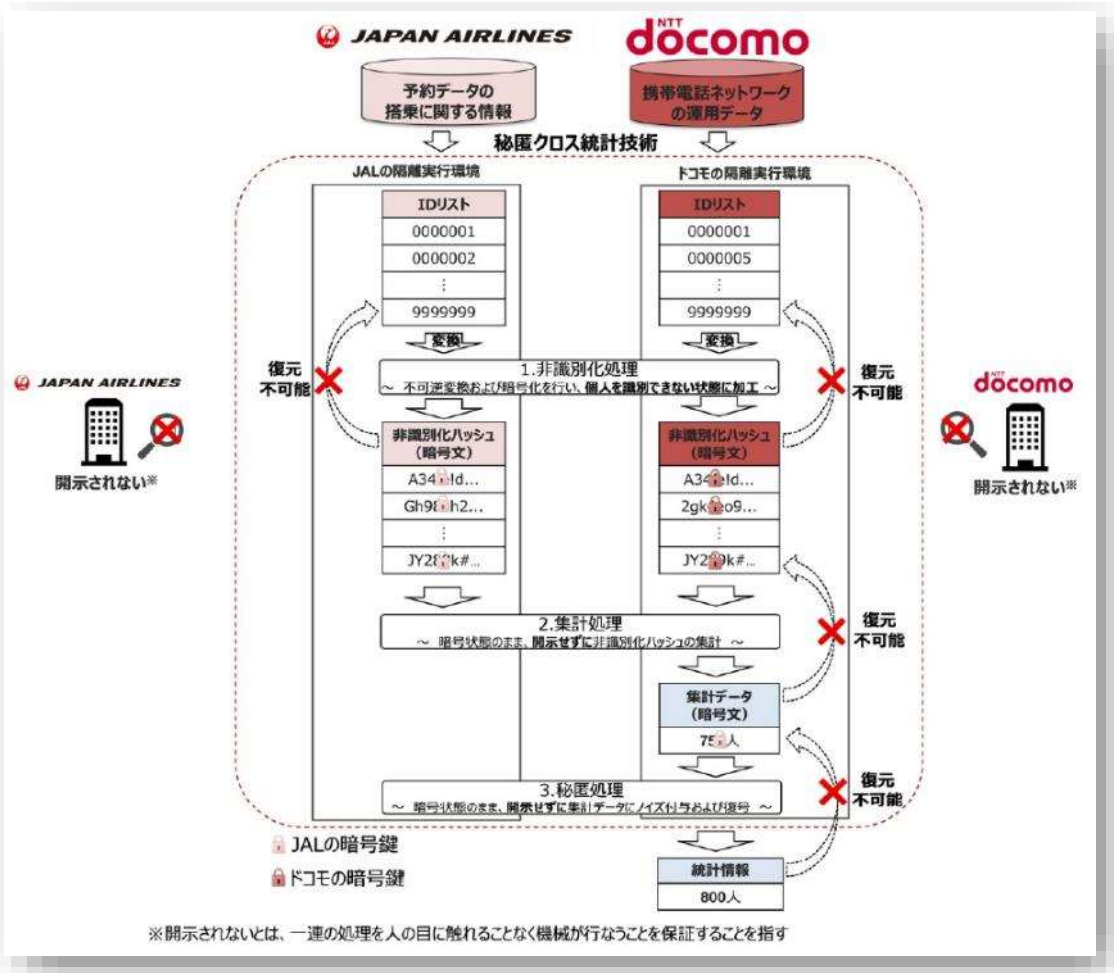 JAPAN AIRLINES
NTT
döcomo
予約データの
搭乗に関する情報
携帯電話ネットワーク
の運用データ
秘匿クロス統計技術
JALの隔離実行環境
ドコモの隔離実行環境
IDリスト
0000001
0000002
⋮
9999999
IDリスト
0000001
0000005
⋮
9999999
変換
変換
1.非識別化処理
~ 不可逆変換および暗号化を行い、個人を識別できない状態に加工 ~
復元
不可能
復元
不可能
JAL
JAPAN AIRLINES
開示されない※
NTT
döcomo
開示されない※
非識別化ハッシュ
(暗号文)
⋮
非識別化ハッシュ
(暗号文)
⋮
2.集計処理
~ 暗号状態のまま、開示せずに非識別化ハッシュの集計 ~
復元
不可能
集計データ
(暗号文)
3.秘匿処理
~ 暗号状態のまま、開示せずに集計データにノイズ付与および復号 ~
復元
不可能
JALの暗号鍵
ドコモの暗号鍵
統計情報
800人
※開示されないとは、一連の処理を人の目に触れることなく機械が行なうことを保証することを指す